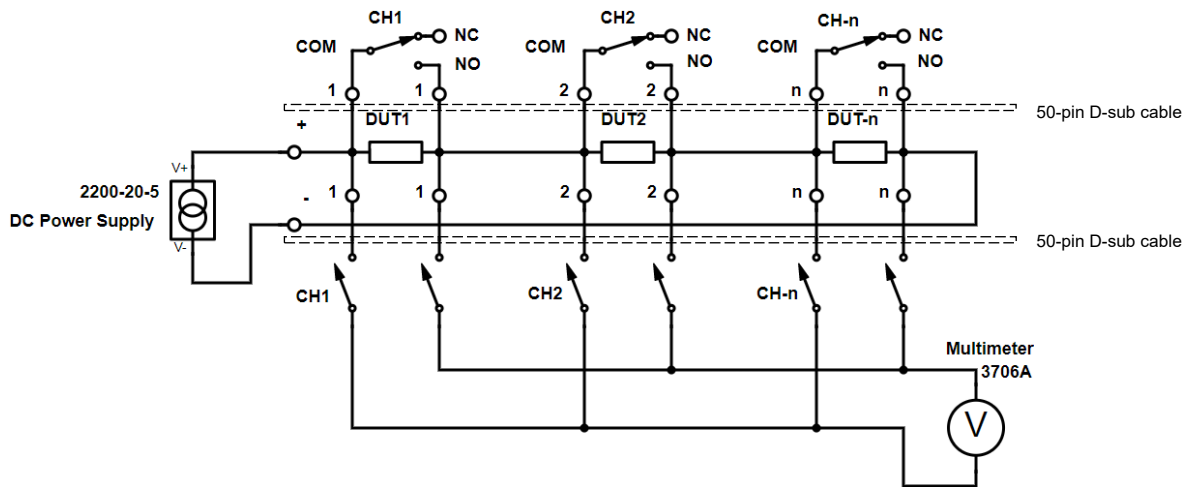 CH1
CH2
CH-n
COM
NC
COM
NC
COM
NC
NO
NO
NO
1
1
2
2
n
n
50-pin D-sub cable
+
DUT1
DUT2
DUT-n
V+
2200-20-5
DC Power Supply
-
1
1
2
2
n
n
V-
50-pin D-sub cable
CH1
CH2
CH-n
Multimeter
3706A
V